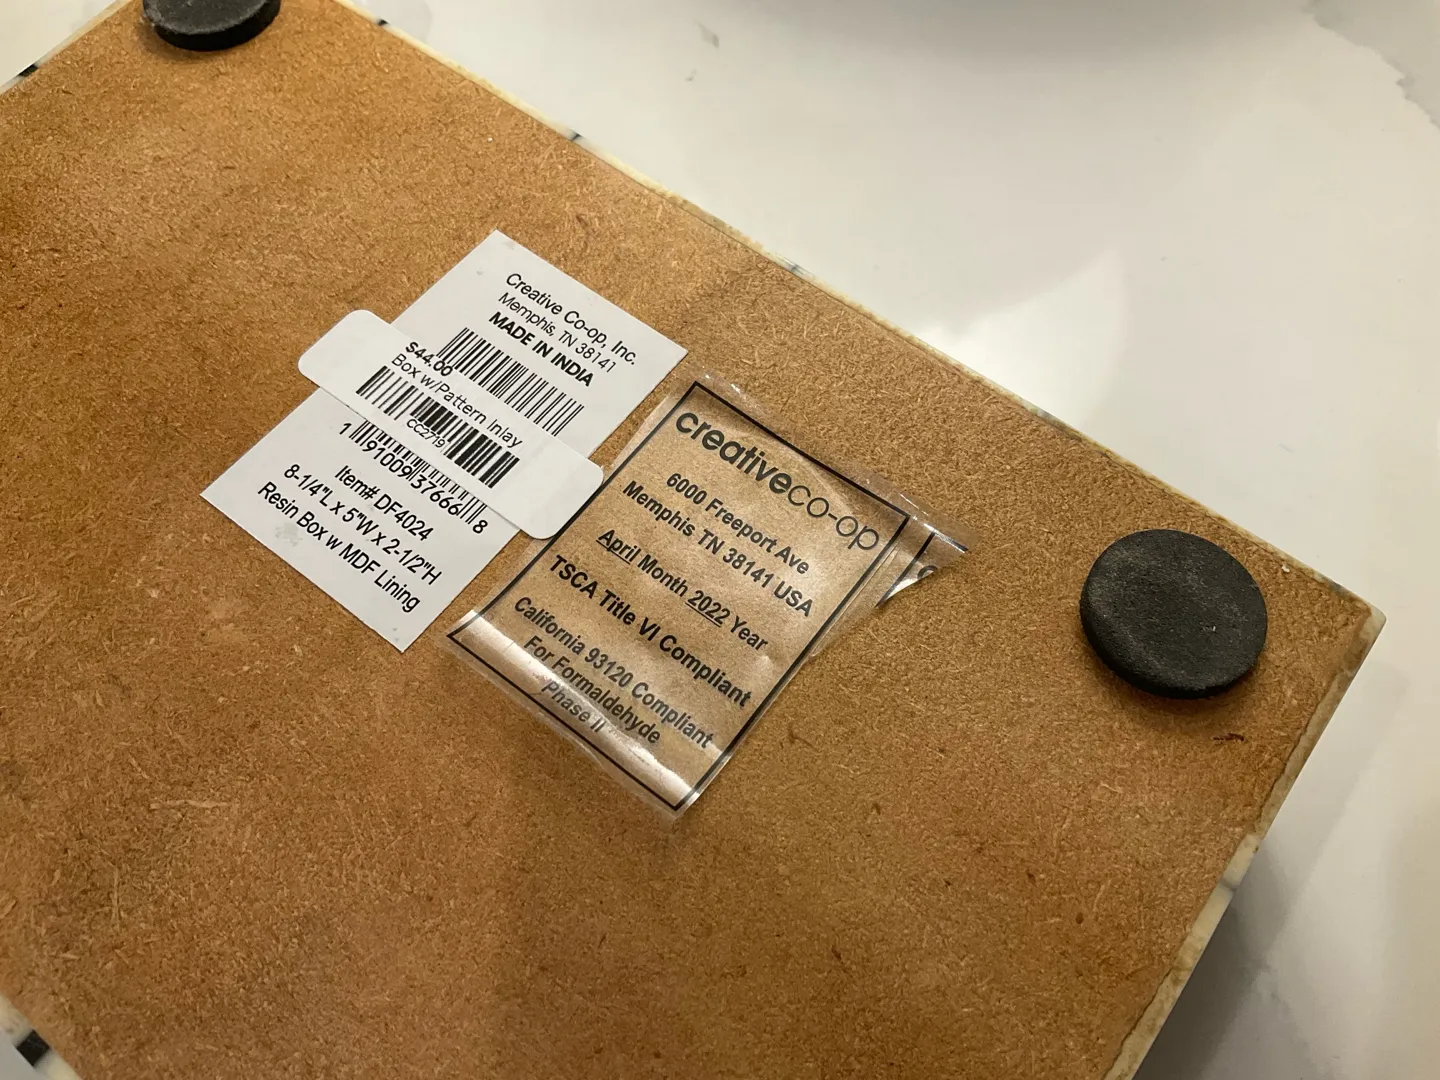 Creative Co-op, Inc.
Memphis, TN 38141
MADE IN INDIA
$44.00
Box w/Pattern Inlay
CC2719
1 91009 37666 8
Item# DF4024
8-1/4"L x 5"W x 2-1/2"H
Resin Box w MDF Lining
creativeco-op
6000 Freeport Ave
Memphis TN 38141 USA
April Month 2022 Year
TSCA Title VI Compliant
California 93120 Compliant
For Formaldehyde
Phase II